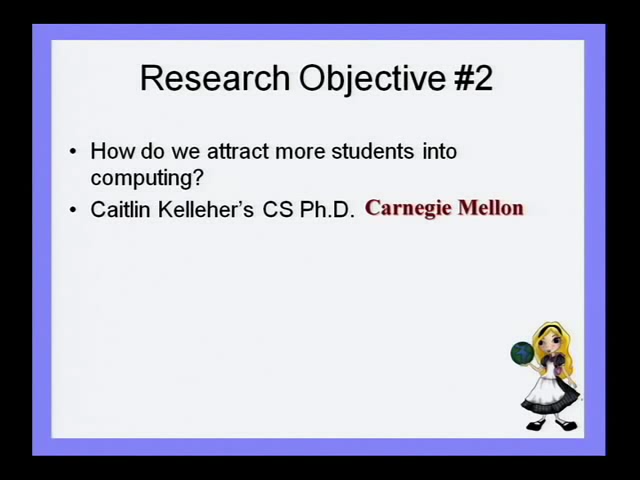 Research Objective #2
• How do we attract more students into
computing?
• Caitlin Kelleher's CS Ph.D. Carnegie Mellon